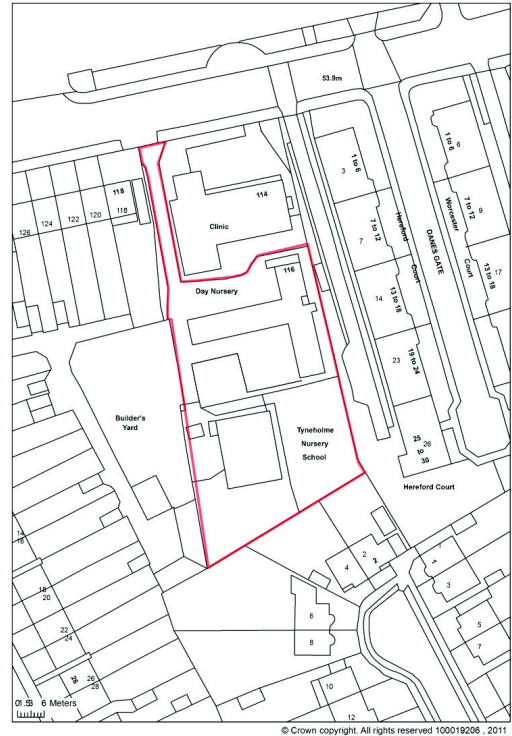 53.9m
1 to 6
3
1 to 6
6
118
114
118
120
122
124
126
Clinic
7 to 12
7
Hereford
Court
DANES GATE
7 to 12
9
Worcester
Court
13 to 18
17
116
Day Nursery
14
13 to 18
23
19 to 24
Builder's
Yard
Tyneholme
Nursery
School
25
to
30
26
Hereford Court
14
16
18
20
22
24
26
26
28
2
2
4
6
8
10
12
1
7
3
5
7
6 Meters
© Crown copyright. All rights reserved 100019206 , 2011